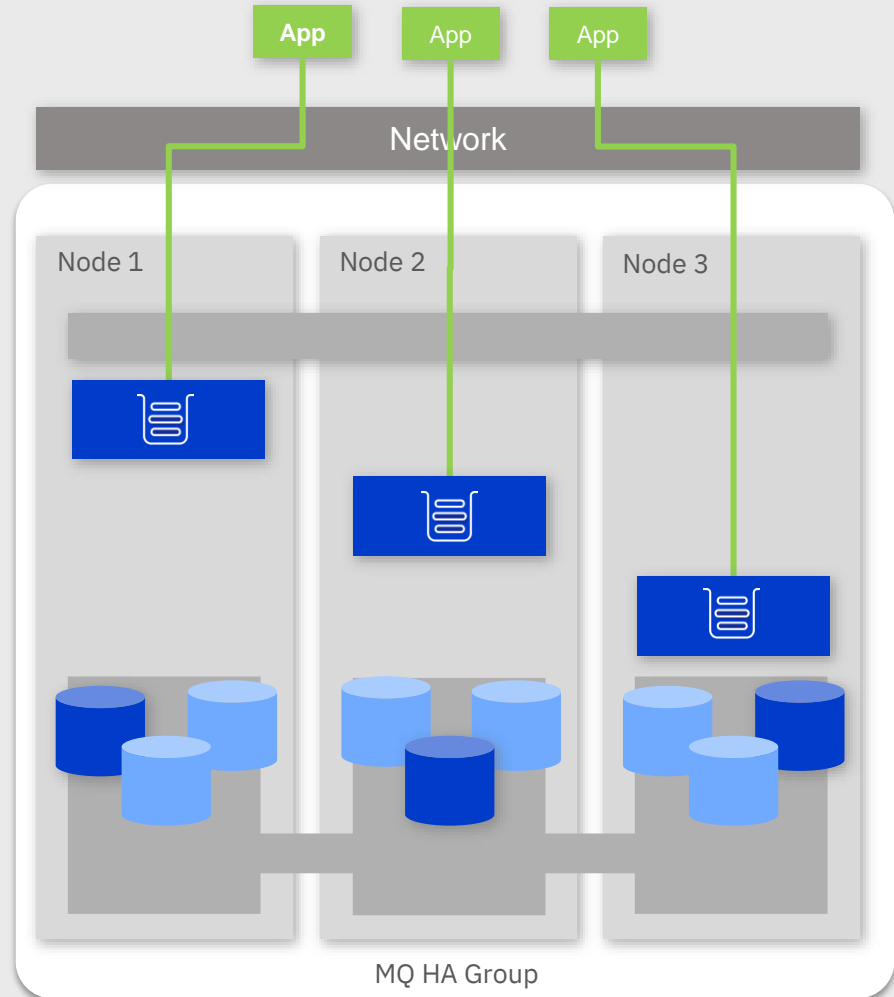 App
App
App
Network
Node 1
Node 2
Node 3
MQ HA Group